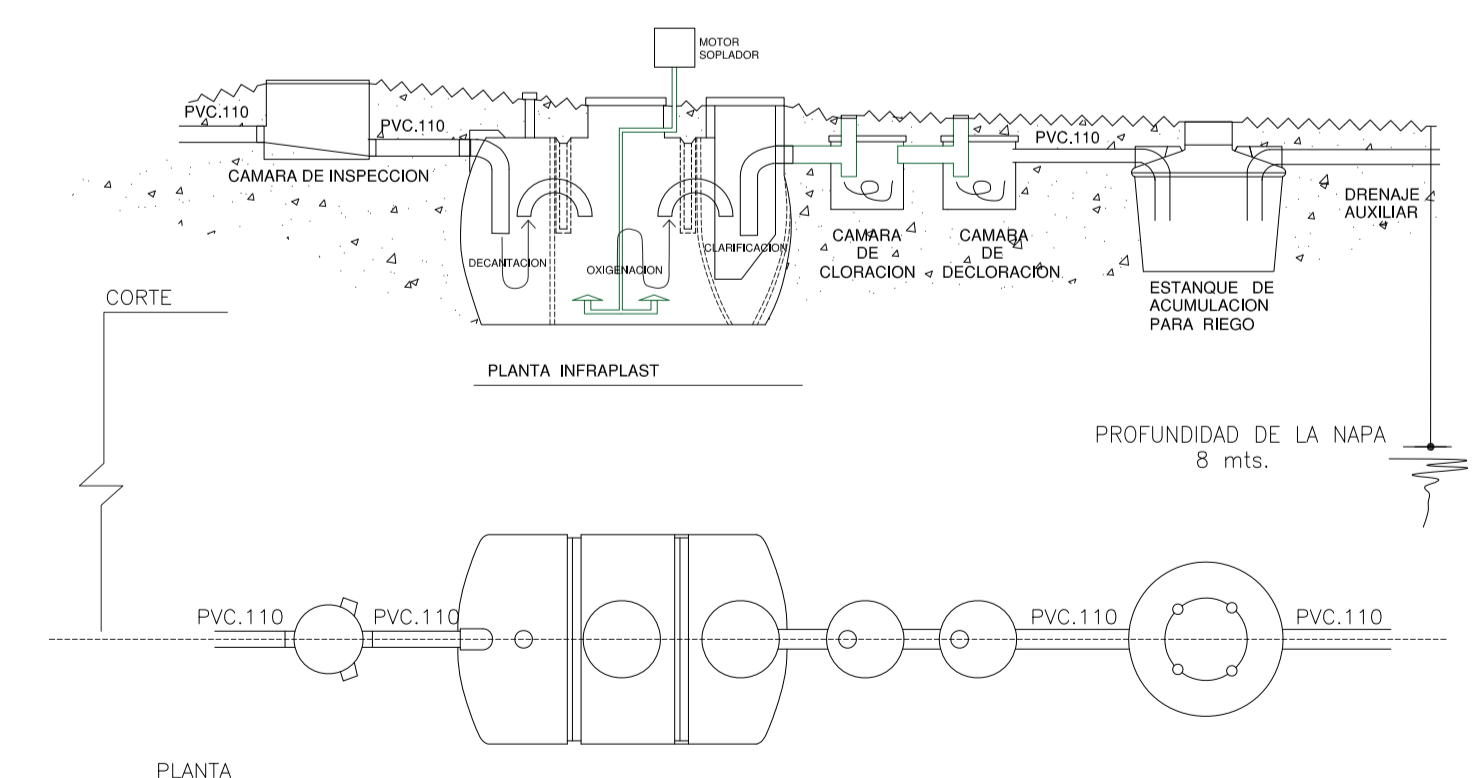 MOTOR
SOPLADOR
PVC.110
PVC.110
PVC.110
CAMARA DE INSPECCION
DECANTACION
OXIGENACION
CLARIFICACION
CAMARA
DE
CLORACION
CAMARA
DE
DECLORACION
DRENAJE
AUXILIAR
ESTANQUE DE
ACUMULACION
PARA RIEGO
CORTE
PLANTA INFRAPLAST
PROFUNDIDAD DE LA NAPA
8 mts.
PVC.110
PVC.110
PVC.110
PVC.110
PLANTA